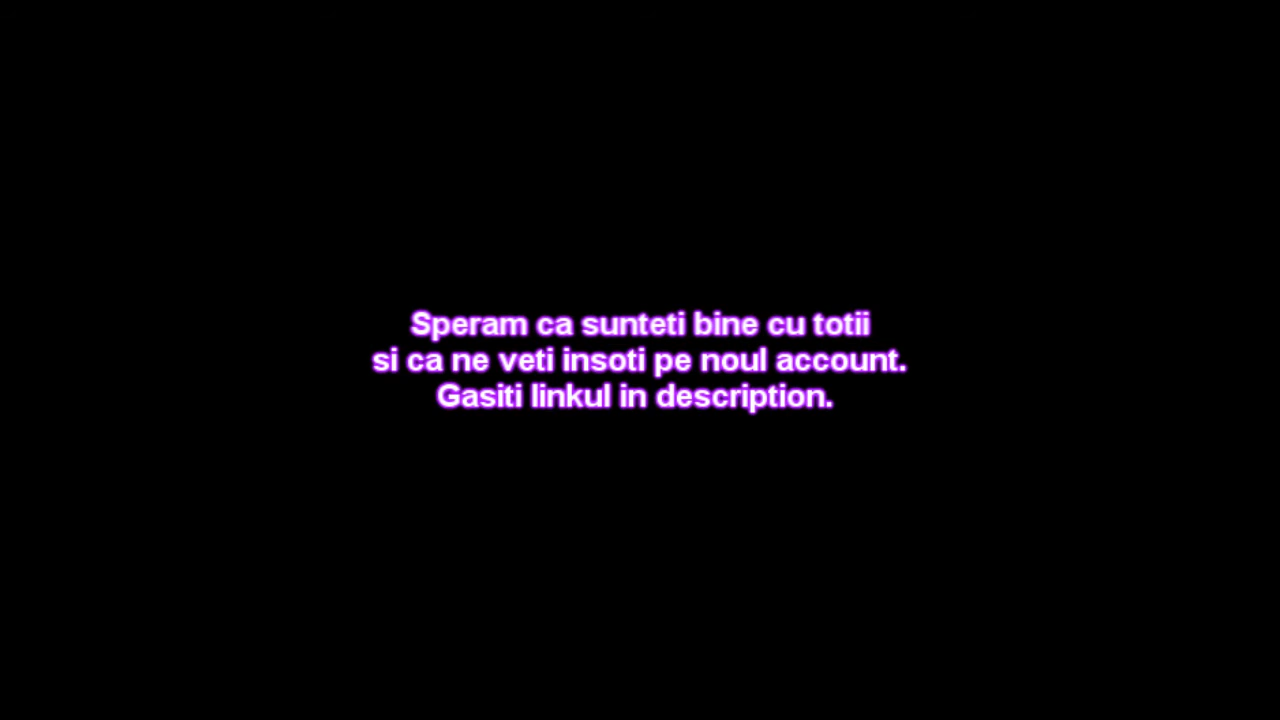 Speram ca sunteti bine cu totii
si ca ne veti insoti pe noul account.
Gasiti linkul in description.